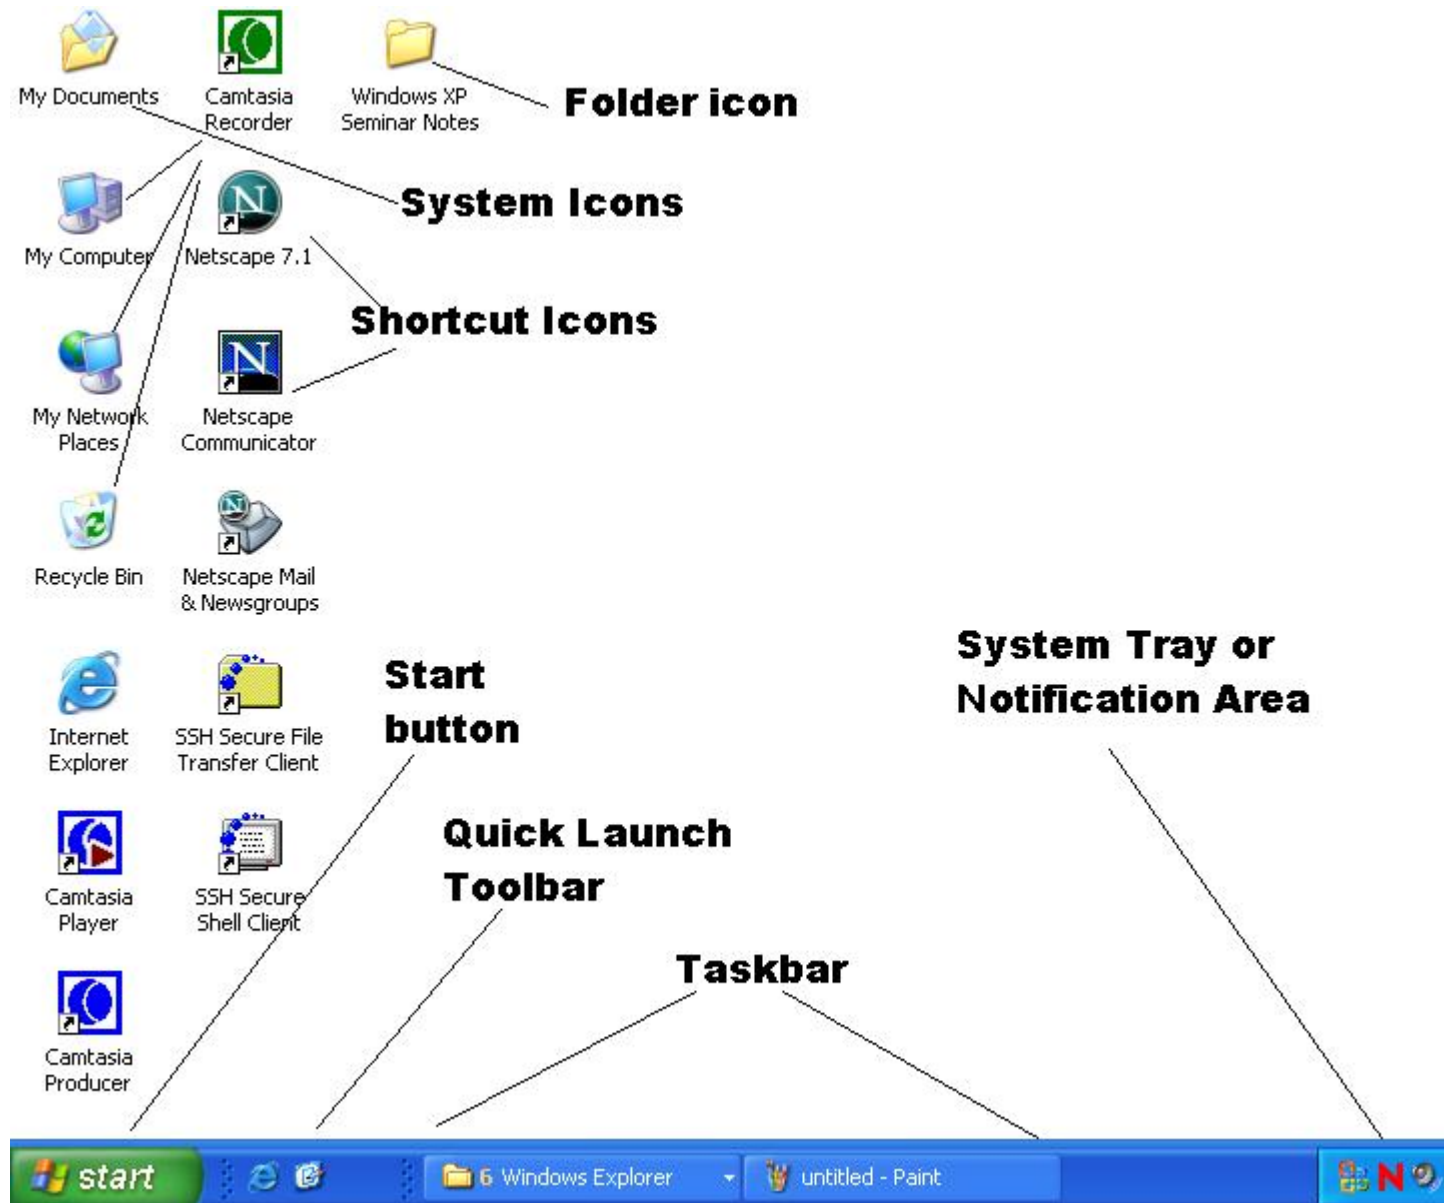 My Documents
Camtasia
Recorder
Windows XP
Seminar Notes
Folder icon
System Icons
My Computer
Netscape 7.1
Shortcut Icons
My Network
Places
Netscape
Communicator
Recycle Bin
Netscape Mail
& Newsgroups
Start
button
System Tray or
Notification Area
Internet
Explorer
SSH Secure File
Transfer Client
Quick Launch
Toolbar
Camtasia
Player
SSH Secure
Shell Client
Taskbar
Camtasia
Producer
start
6 Windows Explorer
untitled - Paint
N